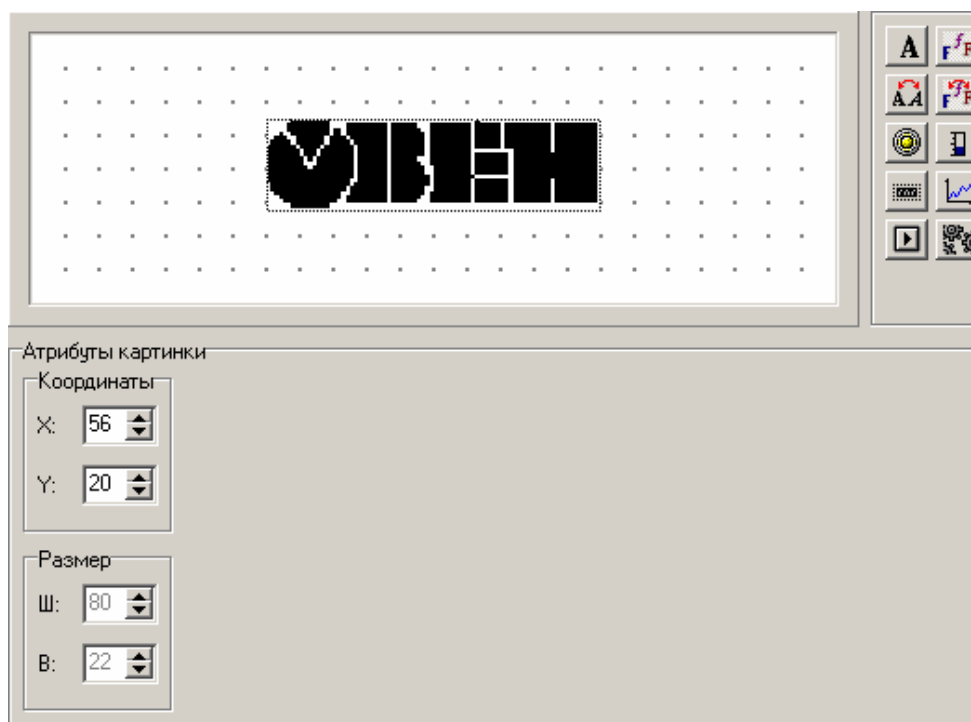 ОВЕН
A
F f F
A A
F f F
Атрибуты картинки
Координаты
X: 56
Y: 20
Размер
Ш: 80
В: 22